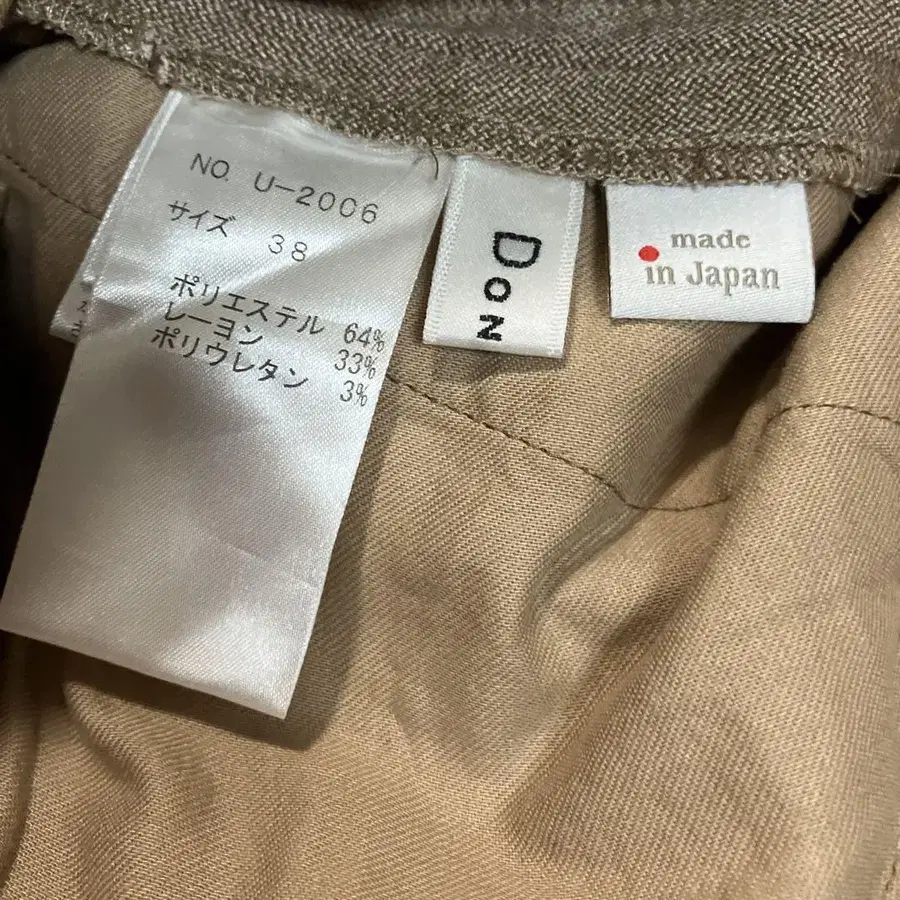 NO. U-2006
サイズ 38
ポリエステル 64%
レーヨン 33%
ポリウレタン 3%
Don
made
in Japan